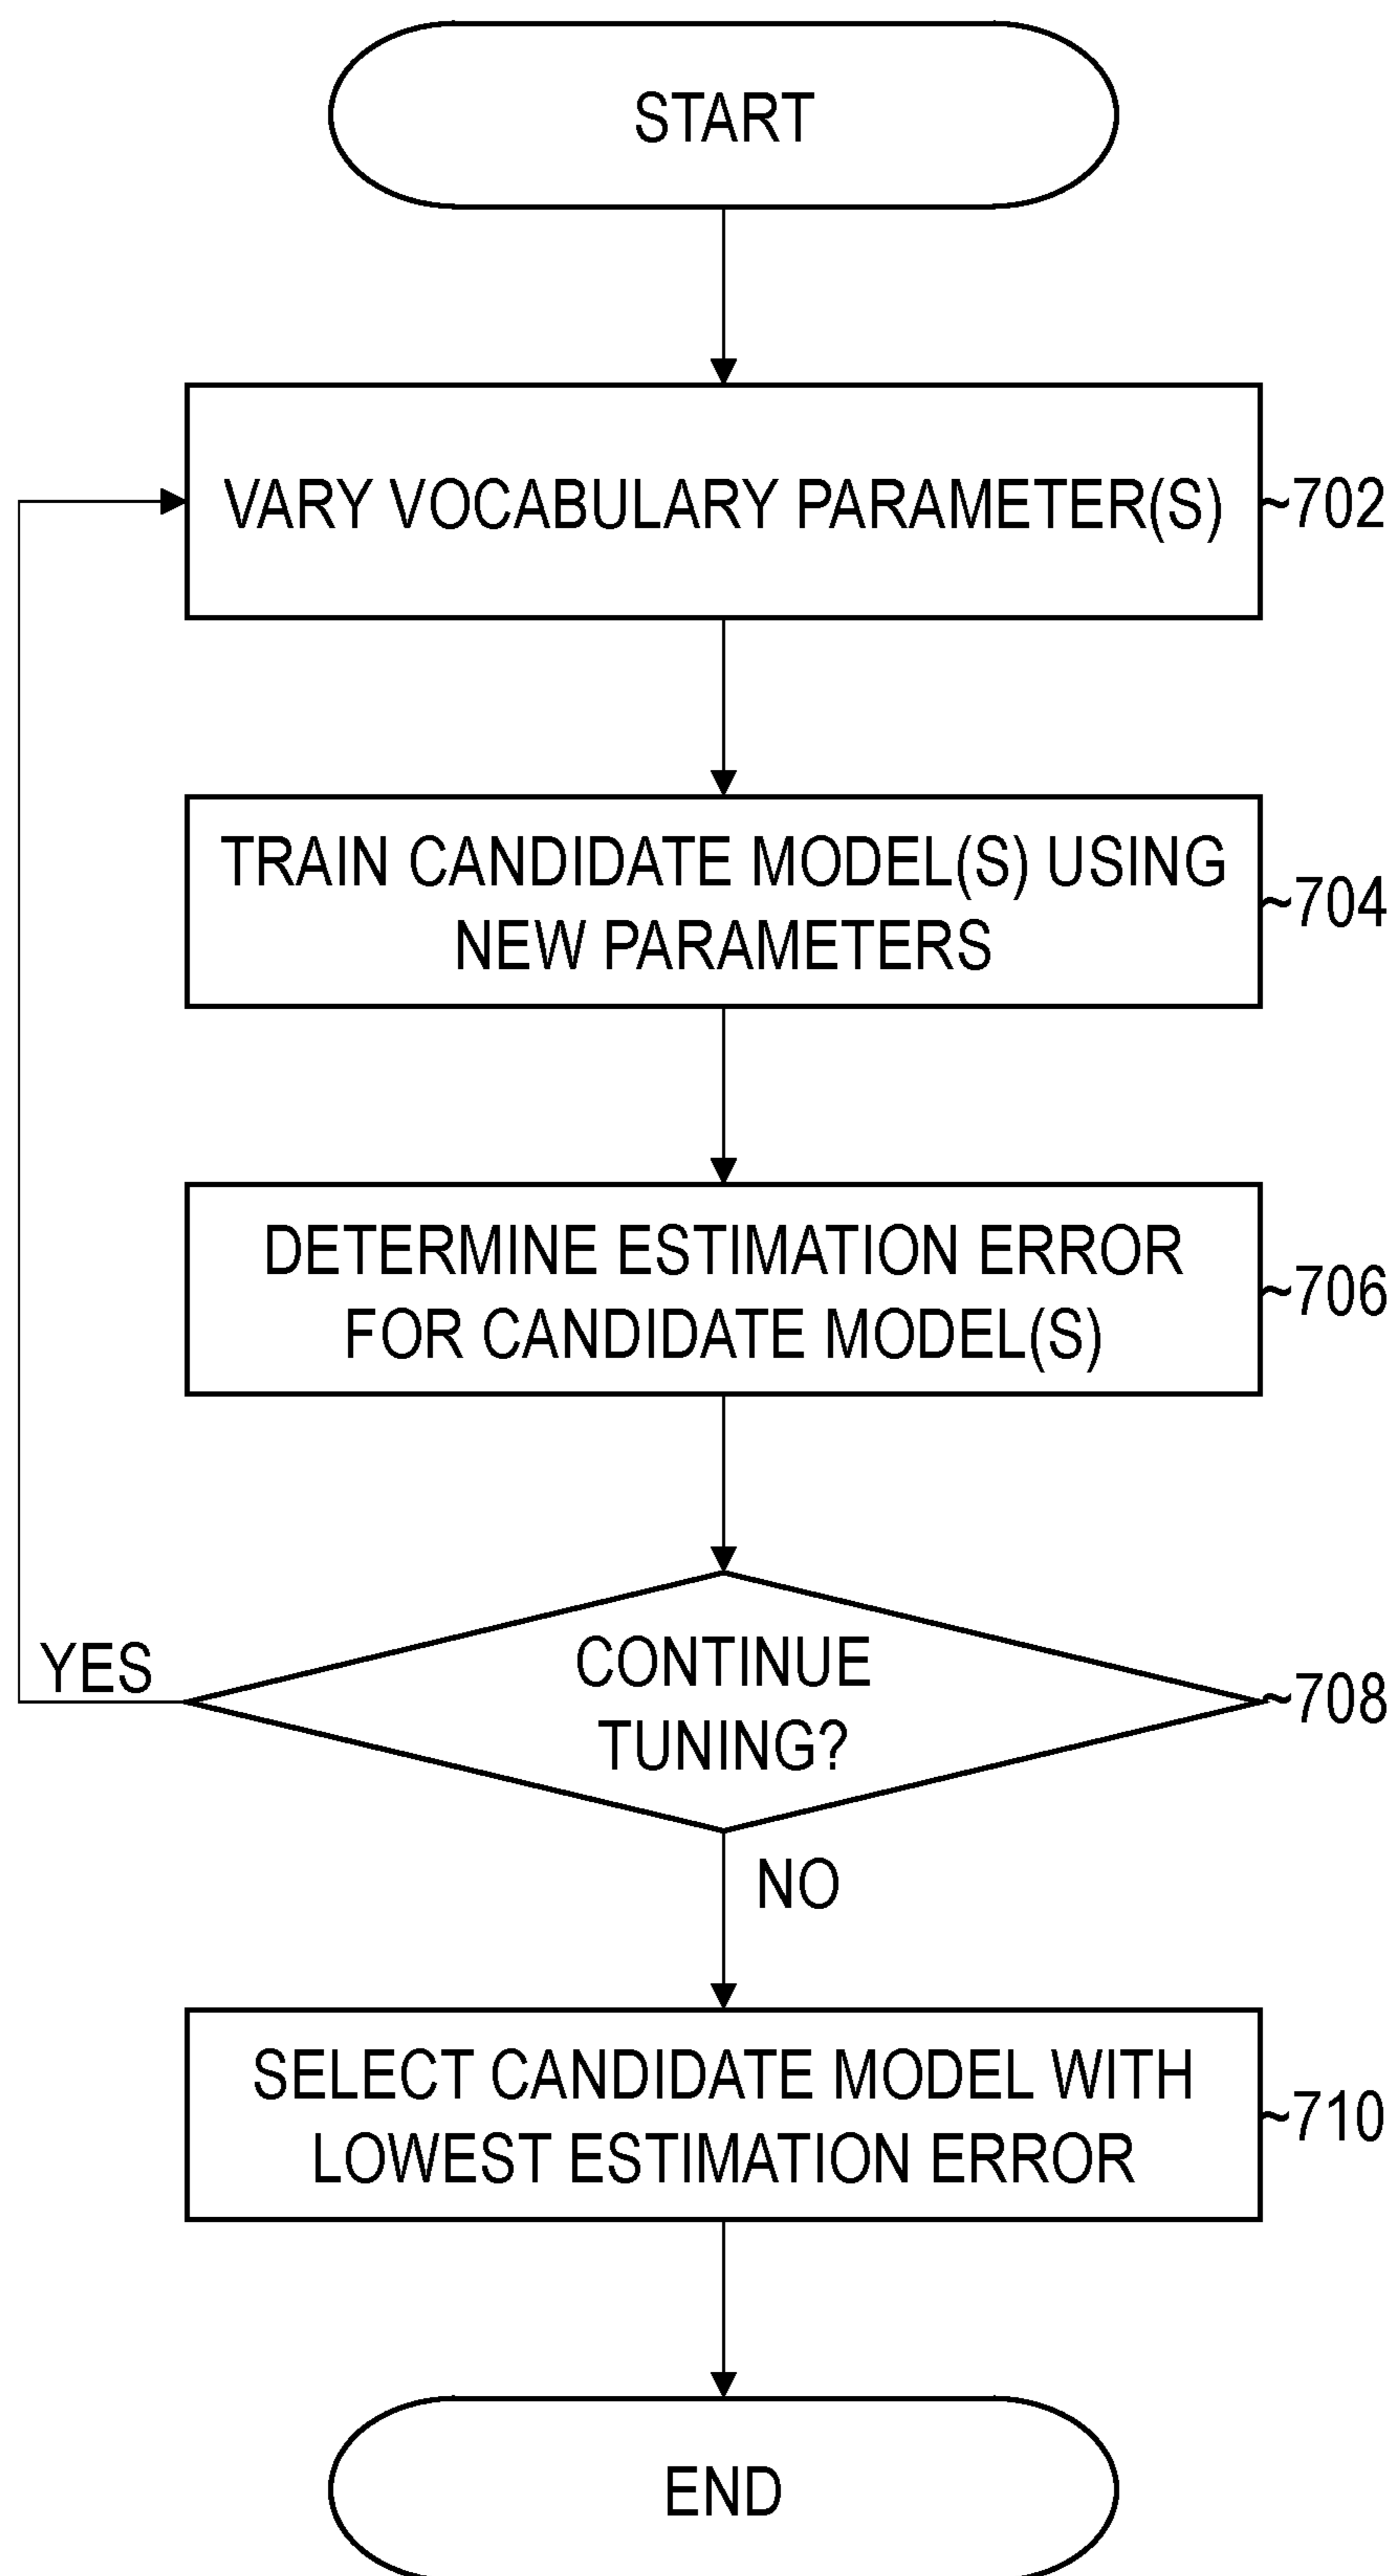 START
VARY VOCABULARY PARAMETER(S)
~702
TRAIN CANDIDATE MODEL(S) USING
NEW PARAMETERS
~704
DETERMINE ESTIMATION ERROR
FOR CANDIDATE MODEL(S)
~706
CONTINUE
TUNING?
~708
YES
NO
SELECT CANDIDATE MODEL WITH
LOWEST ESTIMATION ERROR
~710
END